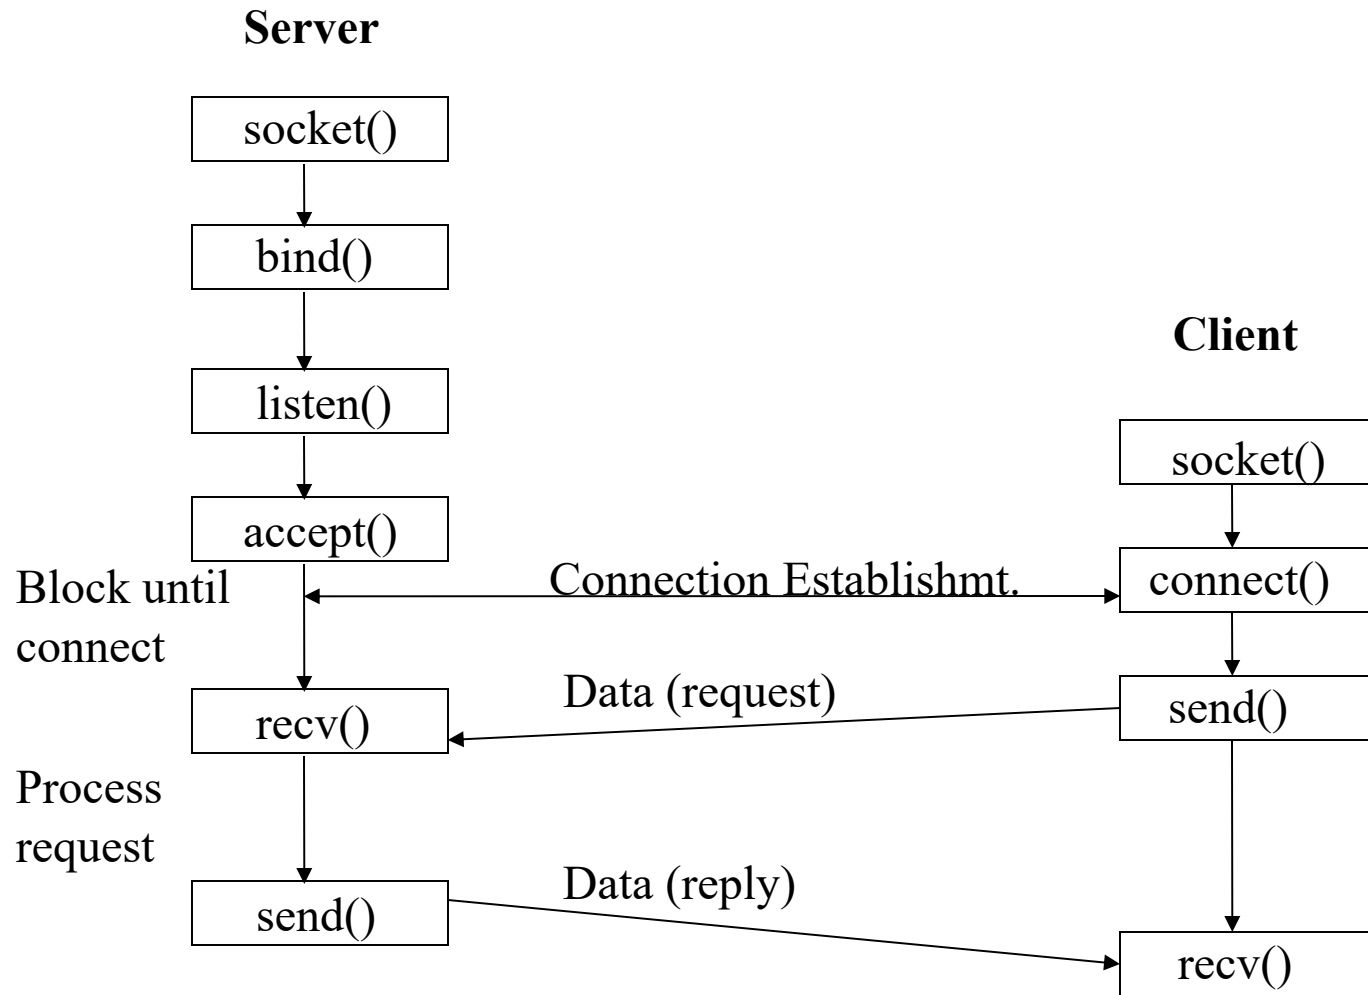 Server
socket()
bind()
listen()
accept()
Block until
connect
recv()
Process
request
send()
Connection Establishmt.
Data (request)
Data (reply)
Client
socket()
connect()
send()
recv()